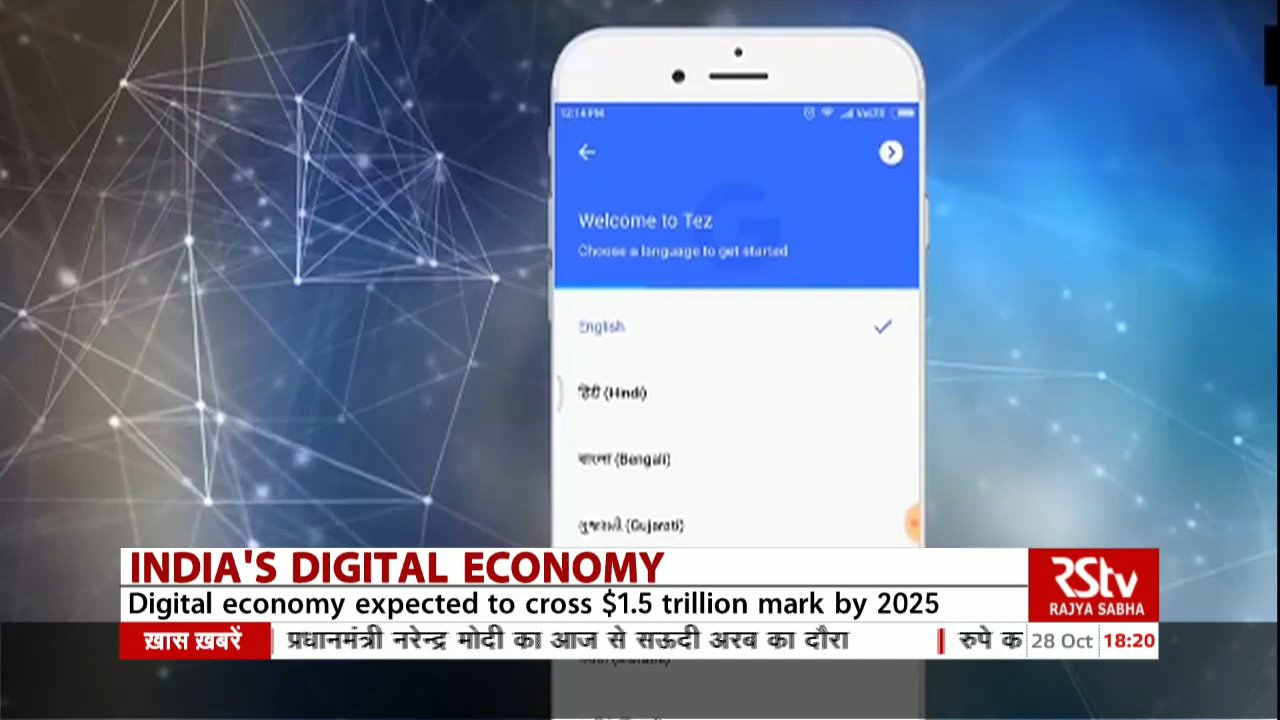 12:14 PM
VoLTE
Welcome to Tez
Choose a language to get started
English
हिंदी (Hindi)
বাংলা (Bengali)
ગુજરાતી (Gujarati)
INDIA'S DIGITAL ECONOMY
Digital economy expected to cross $1.5 trillion mark by 2025
RStv
RAJYA SABHA
ख़ास ख़बरें
प्रधानमंत्री नरेन्द्र मोदी का आज से सऊदी अरब का दौरा
रुपे क
28 Oct
18:20